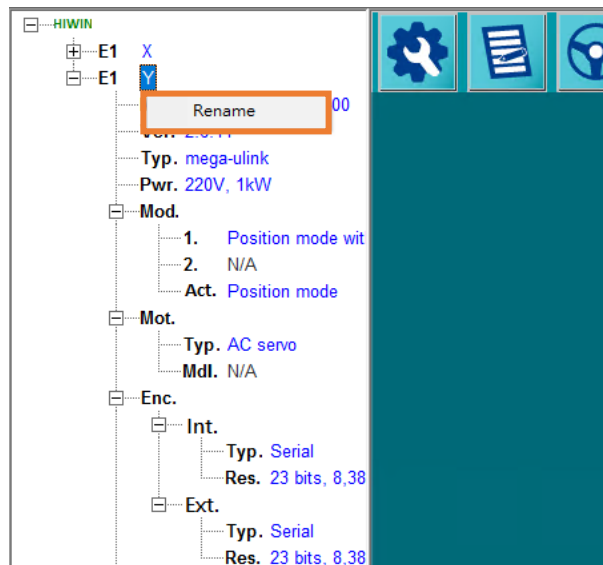 HIWIN
E1 X
E1 Y
Rename
00
Typ. mega-ulink
Pwr. 220V, 1kW
Mod.
1. Position mode wit
2. N/A
Act. Position mode
Mot.
Typ. AC servo
Mdl. N/A
Enc.
Int.
Typ. Serial
Res. 23 bits, 8,38
Ext.
Typ. Serial
Res. 23 bits, 8,38